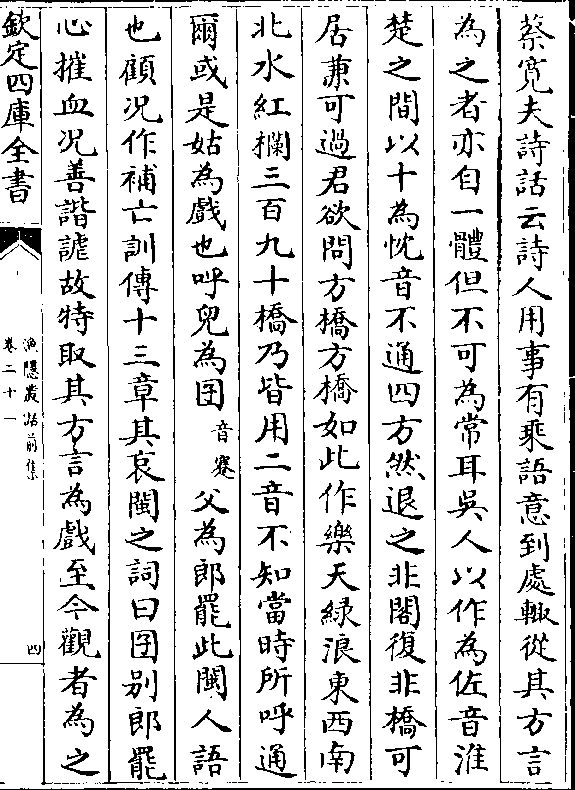 蔡寛夫詩話云詩人用事有乘語意到處輙從其方言
為之者亦自一體但不可為常耳吳人以作為佐音淮
楚之間以十為忱音不通四方然退之非閣復非橋可
居兼可過君欲問方橋方橋如此作樂天緑浪東西南
北水紅欄三百九十橋乃皆用二音不知當時所呼通
爾或是姑為戲也呼兒為囝音蹇父為郎罷此閩人語
也顧况作補亡訓傳十三章其哀閩之詞曰囝别郎罷
心摧血况善諧謔故特取其方言為戲至今觀者為之
欽定四庫全書
漁隱叢話前集
卷二十一
四